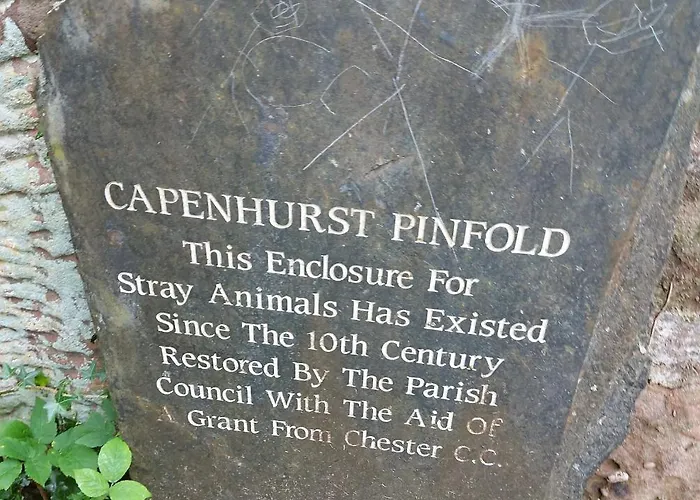 CAPENHURST PINFOLD
This Enclosure For
Stray Animals Has Existed
Since The 10th Century
Restored By The Parish
Council With The Aid Of
A Grant From Chester C.C.